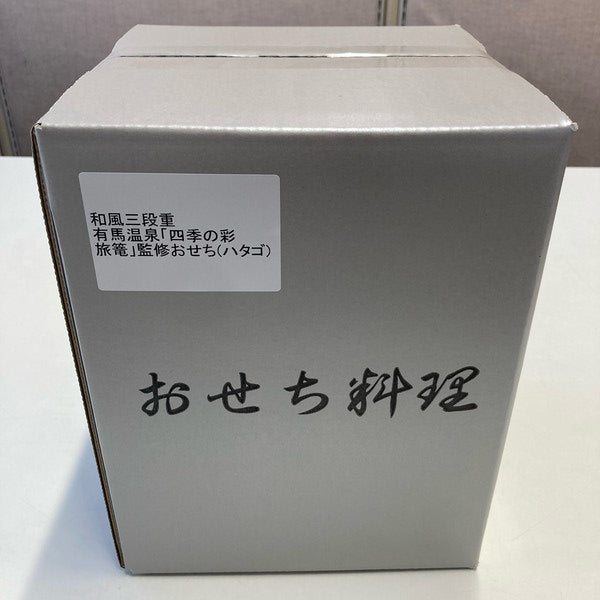 和風三段重
有馬温泉｢四季の彩
旅篭｣監修おせち(ハタゴ)
おせち料理